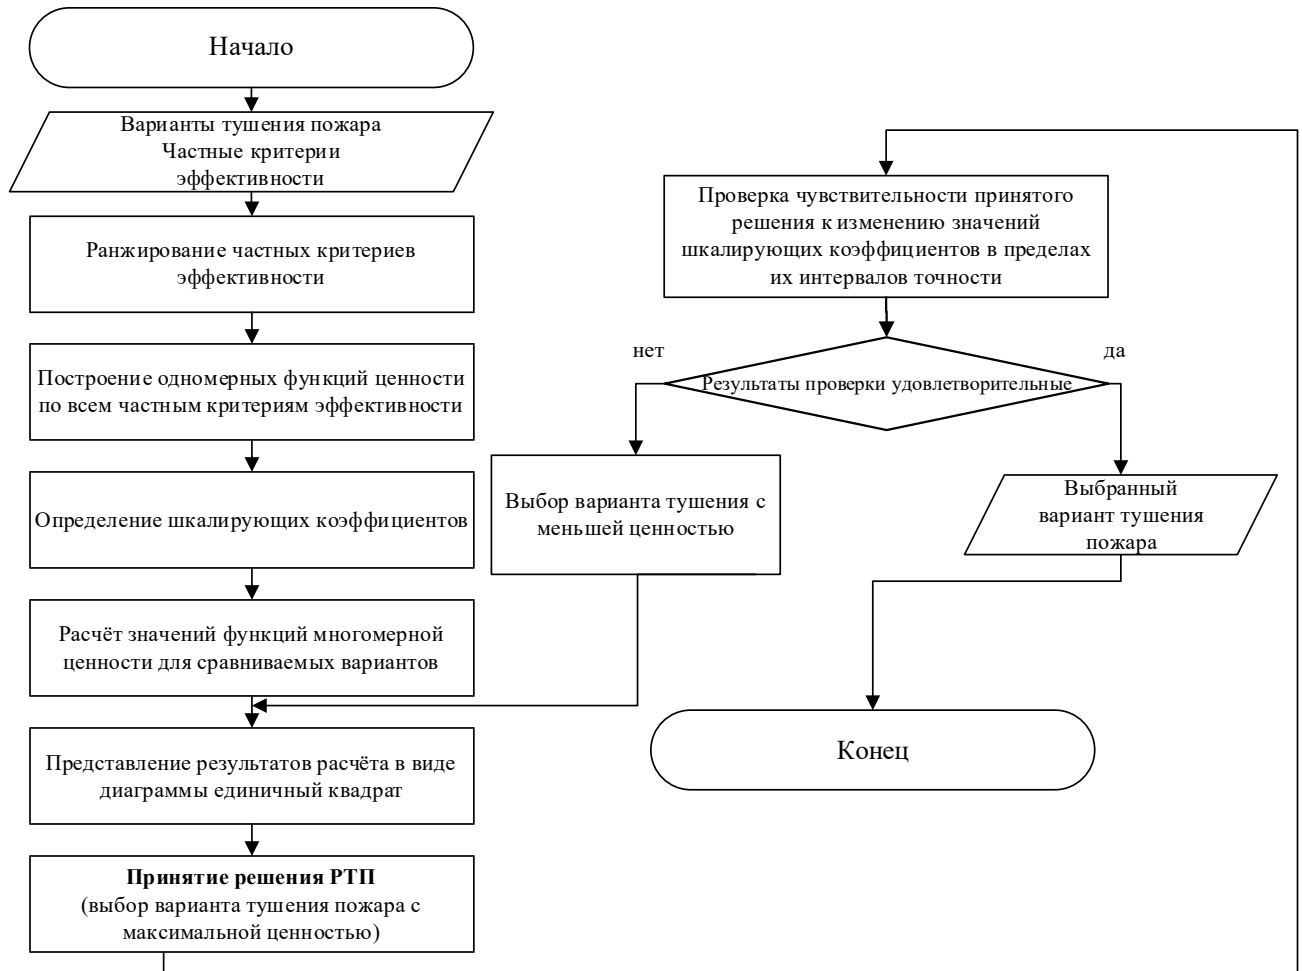 Начало
Варианты тушения пожара
Частные критерии
эффективности
Ранжирование частных критериев
эффективности
Построение одномерных функций ценности
по всем частным критериям эффективности
Определение шкалирующих коэффициентов
Расчёт значений функций многомерной
ценности для сравниваемых вариантов
Представление результатов расчёта в виде
диаграммы единичный квадрат
Принятие решения РТП
(выбор варианта тушения пожара с
максимальной ценностью)
Проверка чувствительности принятого
решения к изменению значений
шкалирующих коэффициентов в пределах
их интервалов точности
нет
да
Результаты проверки удовлетворительные
Выбор варианта тушения с
меньшей ценностью
Выбранный
вариант тушения
пожара
Конец